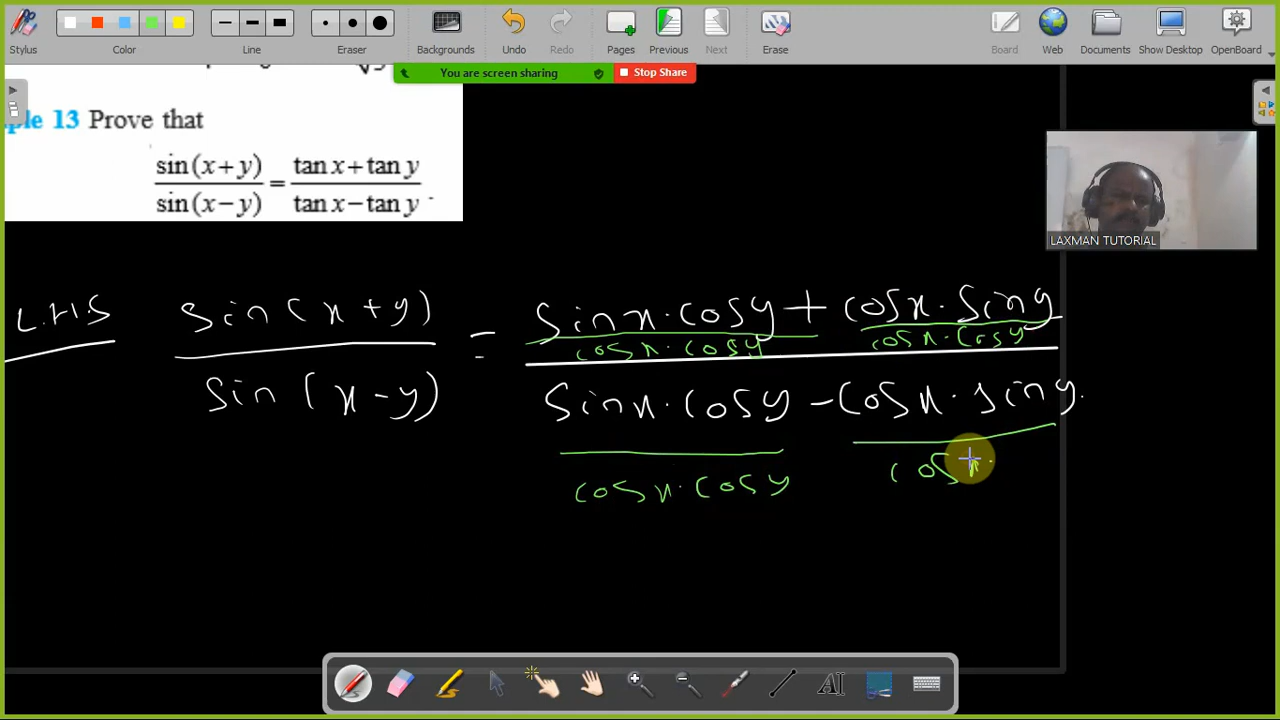 Stylus Color Line Eraser Backgrounds Undo Redo Pages Previous Next Erase Board Web Documents Show Desktop OpenBoard
You are screen sharing Stop Share
ple 13 Prove that
sin(x+y) / sin(x−y) = tan x+tan y / tan x−tan y .
LAXMAN TUTORIAL
L.H.S sin(x+y) / sin(x-y) = sinx.cosy + cosx.siny
cosx.cosy cosx.cosy
sinx.cosy - cosx.siny.
cosx.cosy cos